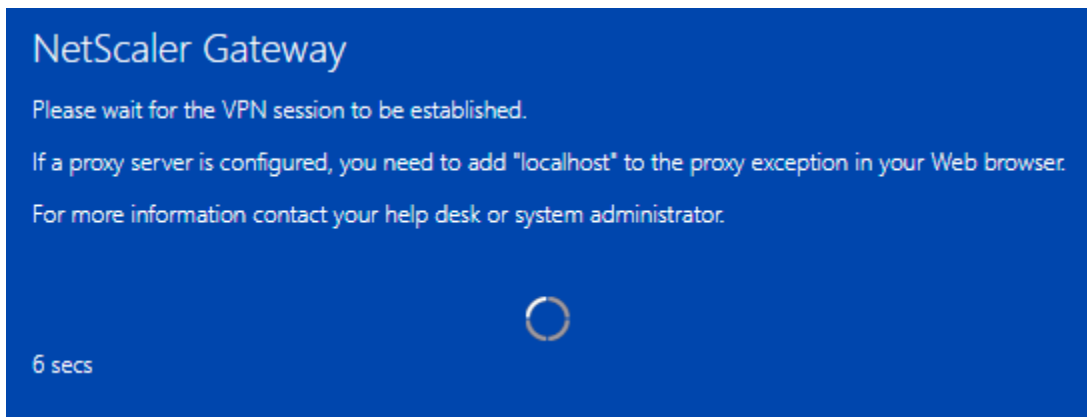 NetScaler Gateway
Please wait for the VPN session to be established.
If a proxy server is configured, you need to add "localhost" to the proxy exception in your Web browser.
For more information contact your help desk or system administrator.
6 secs